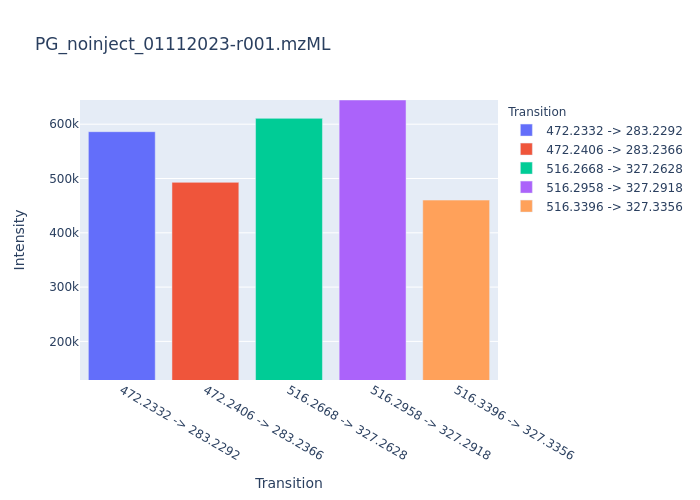 PG_noinject_01112023-r001.mzML
Intensity
600k
500k
400k
300k
200k
472.2332 -> 283.2292
472.2406 -> 283.2366
516.2668 -> 327.2628
516.2958 -> 327.2918
516.3396 -> 327.3356
Transition
Transition
472.2332 -> 283.2292
472.2406 -> 283.2366
516.2668 -> 327.2628
516.2958 -> 327.2918
516.3396 -> 327.3356